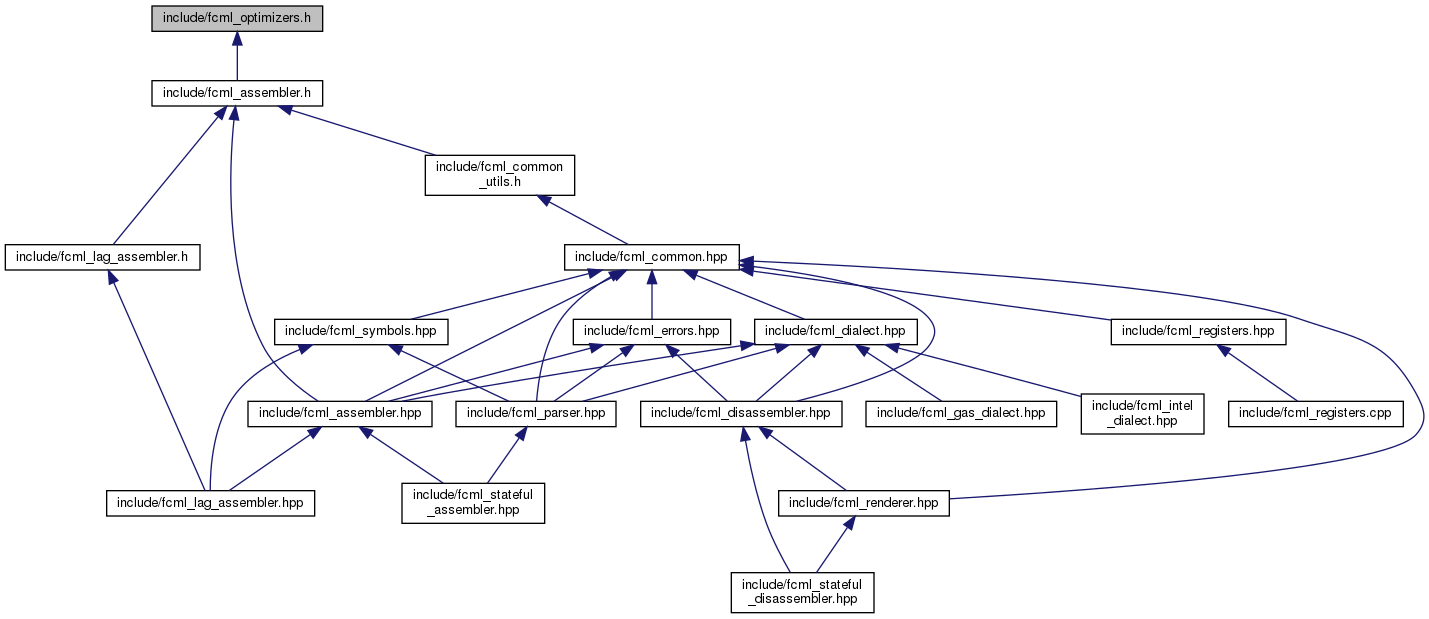 include/fcml_optimizers.h
include/fcml_assembler.h
include/fcml_common
_utils.h
include/fcml_lag_assembler.h
include/fcml_common.hpp
include/fcml_symbols.hpp
include/fcml_errors.hpp
include/fcml_dialect.hpp
include/fcml_registers.hpp
include/fcml_assembler.hpp
include/fcml_parser.hpp
include/fcml_disassembler.hpp
include/fcml_gas_dialect.hpp
include/fcml_intel
_dialect.hpp
include/fcml_registers.cpp
include/fcml_lag_assembler.hpp
include/fcml_stateful
_assembler.hpp
include/fcml_renderer.hpp
include/fcml_stateful
_disassembler.hpp